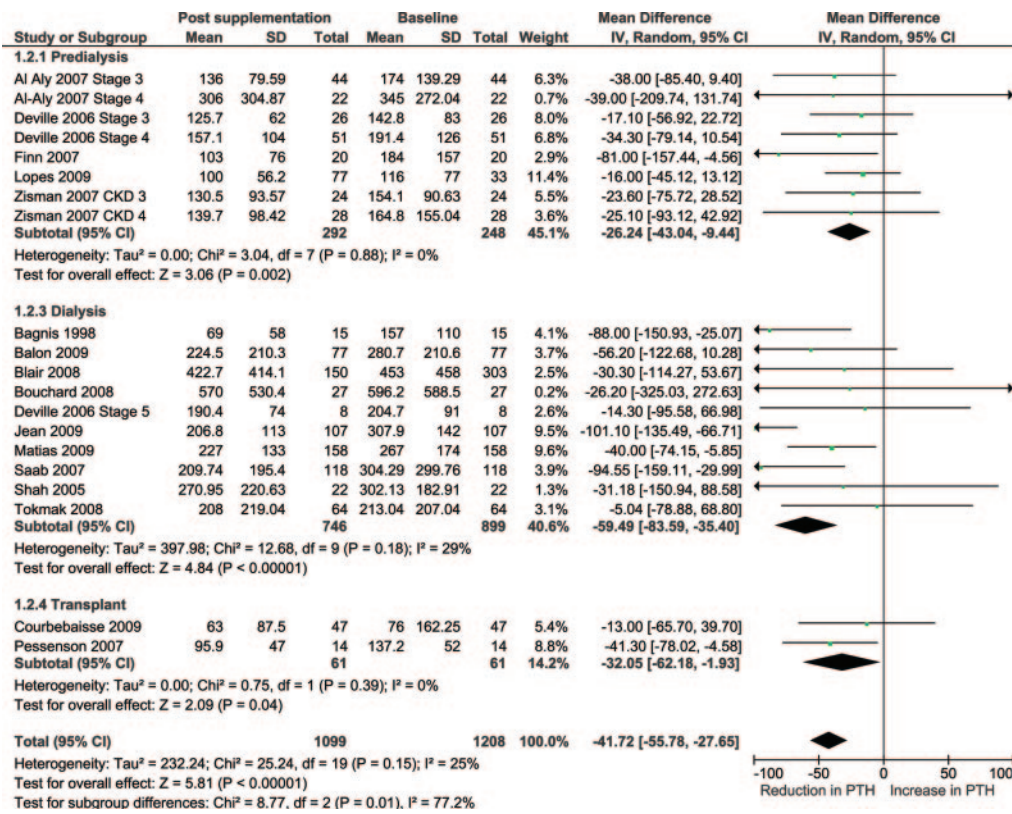 Post supplementation Baseline Mean Difference Mean Difference
Study or Subgroup Mean SD Total Mean SD Total Weight IV, Random, 95% CI IV, Random, 95% CI
1.2.1 Predialysis
Al Aly 2007 Stage 3 136 79.59 44 174 139.29 44 6.3% -38.00 [-85.40, 9.40]
Al-Aly 2007 Stage 4 306 304.87 22 345 272.04 22 0.7% -39.00 [-209.74, 131.74]
Deville 2006 Stage 3 125.7 62 26 142.8 83 26 8.0% -17.10 [-56.92, 22.72]
Deville 2006 Stage 4 157.1 104 51 191.4 126 51 6.8% -34.30 [-79.14, 10.54]
Finn 2007 103 76 20 184 157 20 2.9% -81.00 [-157.44, -4.56]
Lopes 2009 100 56.2 77 116 77 33 11.4% -16.00 [-45.12, 13.12]
Zisman 2007 CKD 3 130.5 93.57 24 154.1 90.63 24 5.5% -23.60 [-75.72, 28.52]
Zisman 2007 CKD 4 139.7 98.42 28 164.8 155.04 28 3.6% -25.10 [-93.12, 42.92]
Subtotal (95% CI) 292 248 45.1% -26.24 [-43.04, -9.44]
Heterogeneity: Tau² = 0.00; Chi² = 3.04, df = 7 (P = 0.88); I² = 0%
Test for overall effect: Z = 3.06 (P = 0.002)
1.2.3 Dialysis
Bagnis 1998 69 58 15 157 110 15 4.1% -88.00 [-150.93, -25.07]
Balon 2009 224.5 210.3 77 280.7 210.6 77 3.7% -56.20 [-122.68, 10.28]
Blair 2008 422.7 414.1 150 453 458 303 2.4% -30.30 [-114.27, 53.67]
Bouchard 2008 570 530.4 27 596.2 588.5 27 0.2% -26.20 [-325.03, 272.63]
Deville 2006 Stage 5 190.4 74 8 204.7 91 8 2.6% -14.30 [-95.58, 66.98]
Jean 2009 206.8 113 107 307.9 142 107 9.5% -101.10 [-135.49, -66.71]
Matias 2009 227 133 158 267 174 158 9.6% -40.00 [-74.15, -5.85]
Saab 2007 209.74 195.4 118 304.29 299.76 118 3.9% -94.55 [-159.11, -29.99]
Shah 2005 270.95 220.63 22 302.13 182.91 22 1.3% -31.18 [-150.94, 88.58]
Tokmak 2008 208 219.04 64 213.04 207.04 64 3.1% -5.04 [-78.88, 68.80]
Subtotal (95% CI) 746 899 40.6% -59.49 [-83.59, -35.40]
Heterogeneity: Tau² = 397.98; Chi² = 12.68, df = 9 (P = 0.18); I² = 29%
Test for overall effect: Z = 4.84 (P < 0.00001)
1.2.4 Transplant
Courbebaisse 2009 63 87.5 47 76 162.25 47 5.4% -13.00 [-65.70, 39.70]
Pessenson 2007 95.9 47 14 137.2 52 14 8.8% -41.30 [-78.02, -4.58]
Subtotal (95% CI) 61 61 14.2% -32.05 [-62.18, -1.93]
Heterogeneity: Tau² = 0.00; Chi² = 0.75, df = 1 (P = 0.39); I² = 0%
Test for overall effect: Z = 2.09 (P = 0.04)
Total (95% CI) 1099 1208 100.0% -41.72 [-55.78, -27.65]
Heterogeneity: Tau² = 232.24; Chi² = 25.24, df = 19 (P = 0.15); I² = 25%
Test for overall effect: Z = 5.81 (P < 0.00001)
Test for subgroup differences: Chi² = 8.77, df = 2 (P = 0.01), I² = 77.2%
-100 -50 0 50 100
Reduction in PTH Increase in PTH